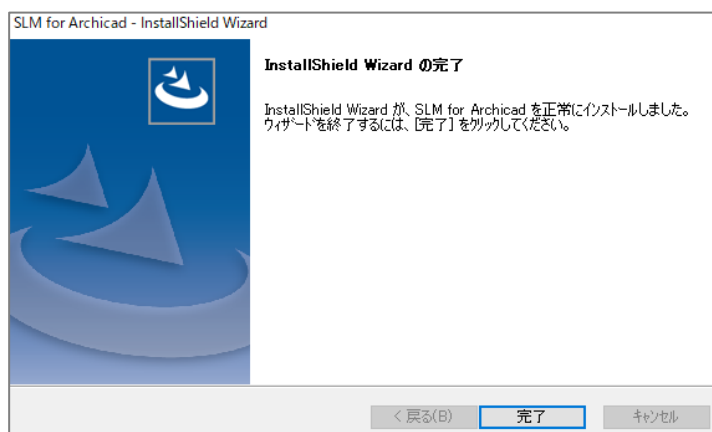 SLM for Archicad - InstallShield Wizard
InstallShield Wizard の完了
InstallShield Wizard が、SLM for Archicad を正常にインストールしました。
ウィザードを終了するには、[完了] をクリックしてください。
< 戻る(B) 完了 キャンセル